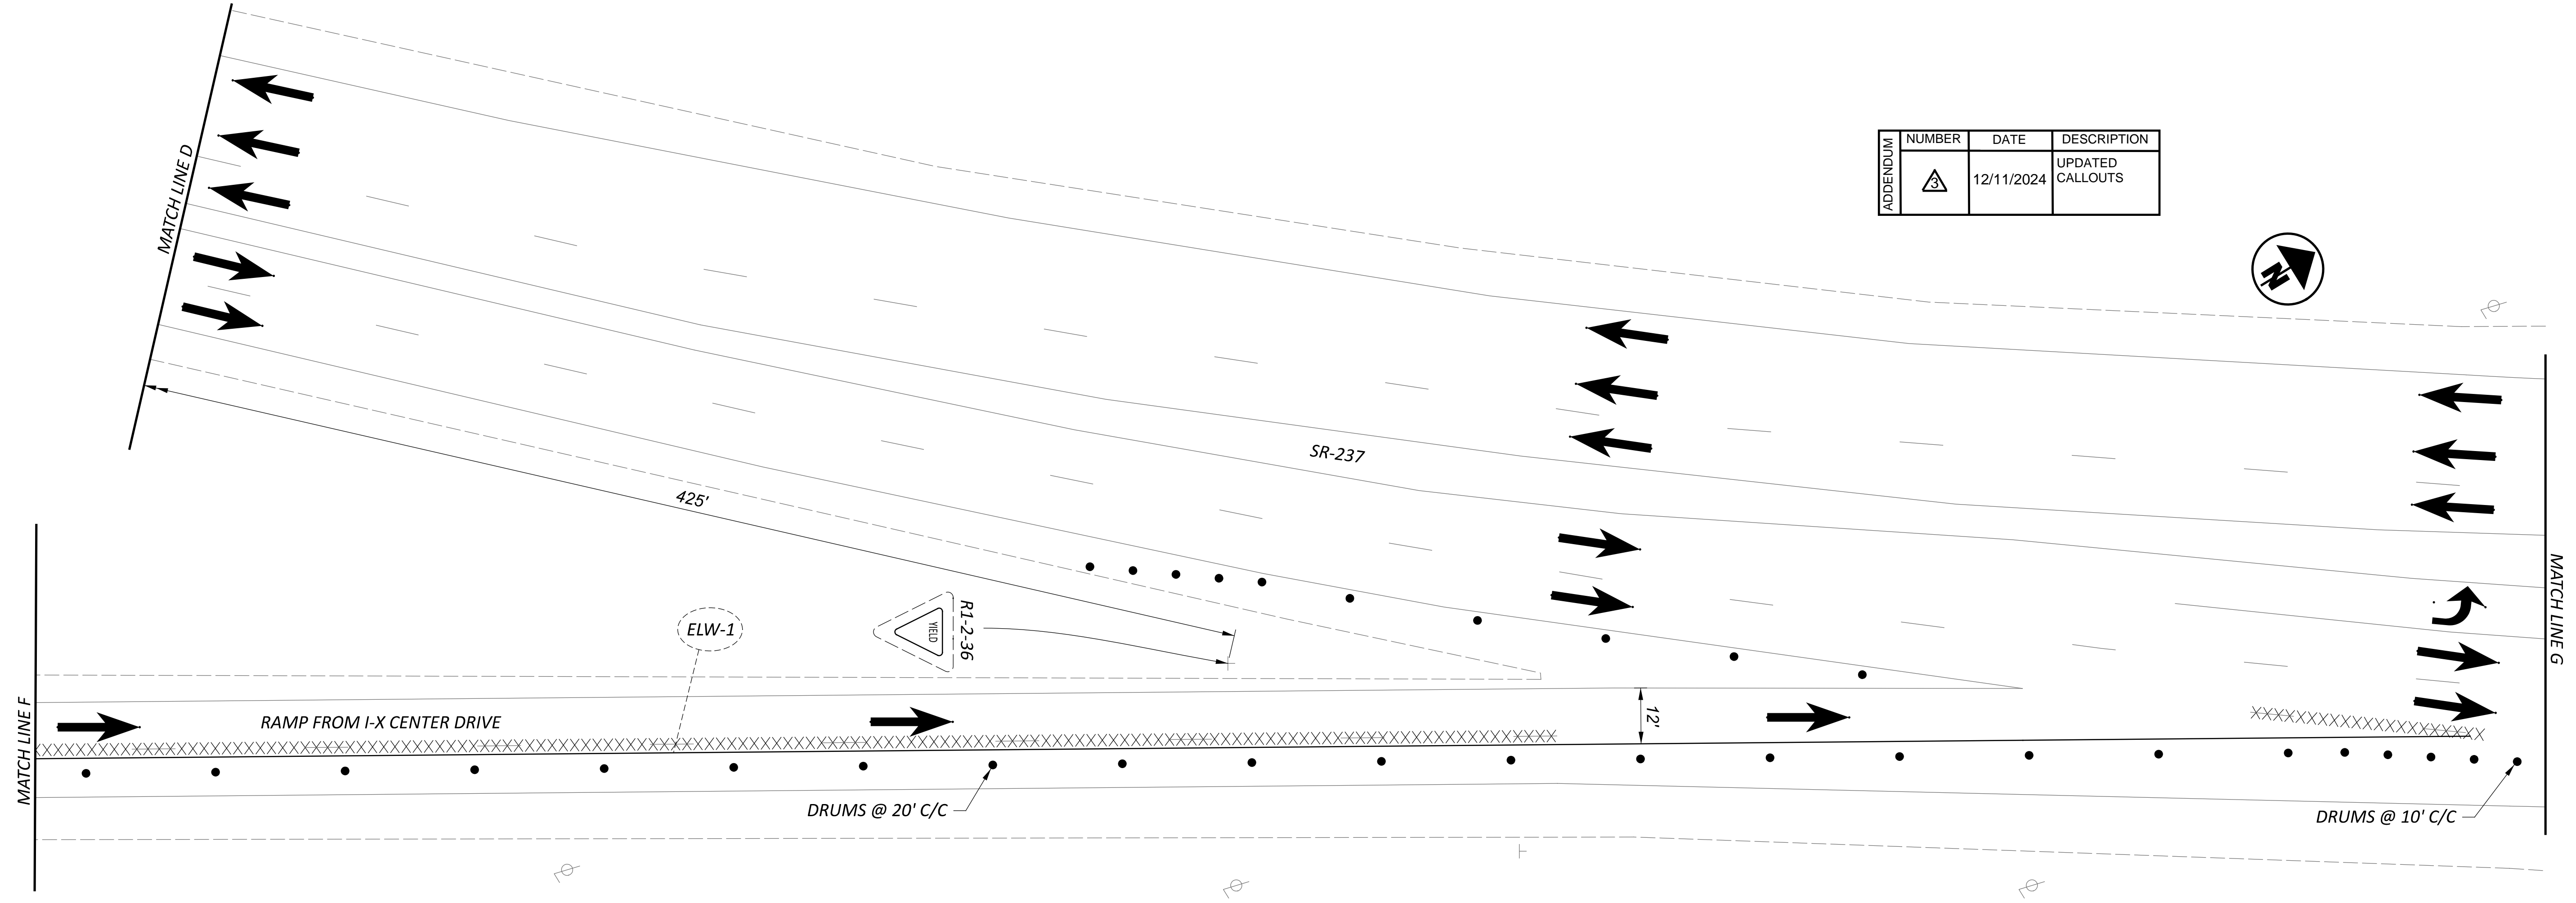 MATCH LINE D
ADDENDUM
NUMBER DATE DESCRIPTION
3 12/11/2024 UPDATED
CALLOUTS
N
SR-237
425'
MATCH LINE G
ELW-1
YIELD
R1-2-36
MATCH LINE F
RAMP FROM I-X CENTER DRIVE
12'
DRUMS @ 20' C/C
DRUMS @ 10' C/C